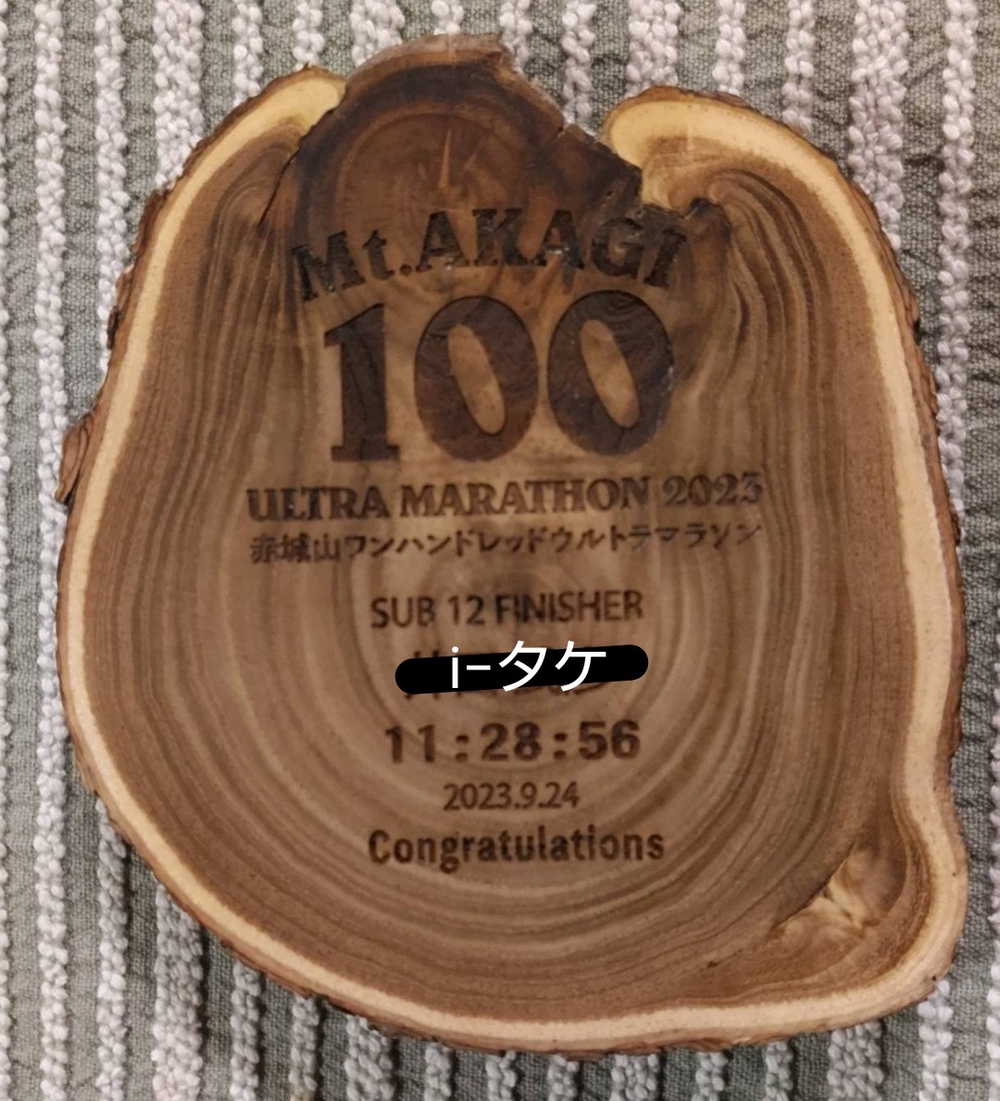 Mt.AKAGI
100
ULTRA MARATHON 2023
赤城山ワンハンドレッドウルトラマラソン
SUB 12 FINISHER
i-タケ
11:28:56
2023.9.24
Congratulations